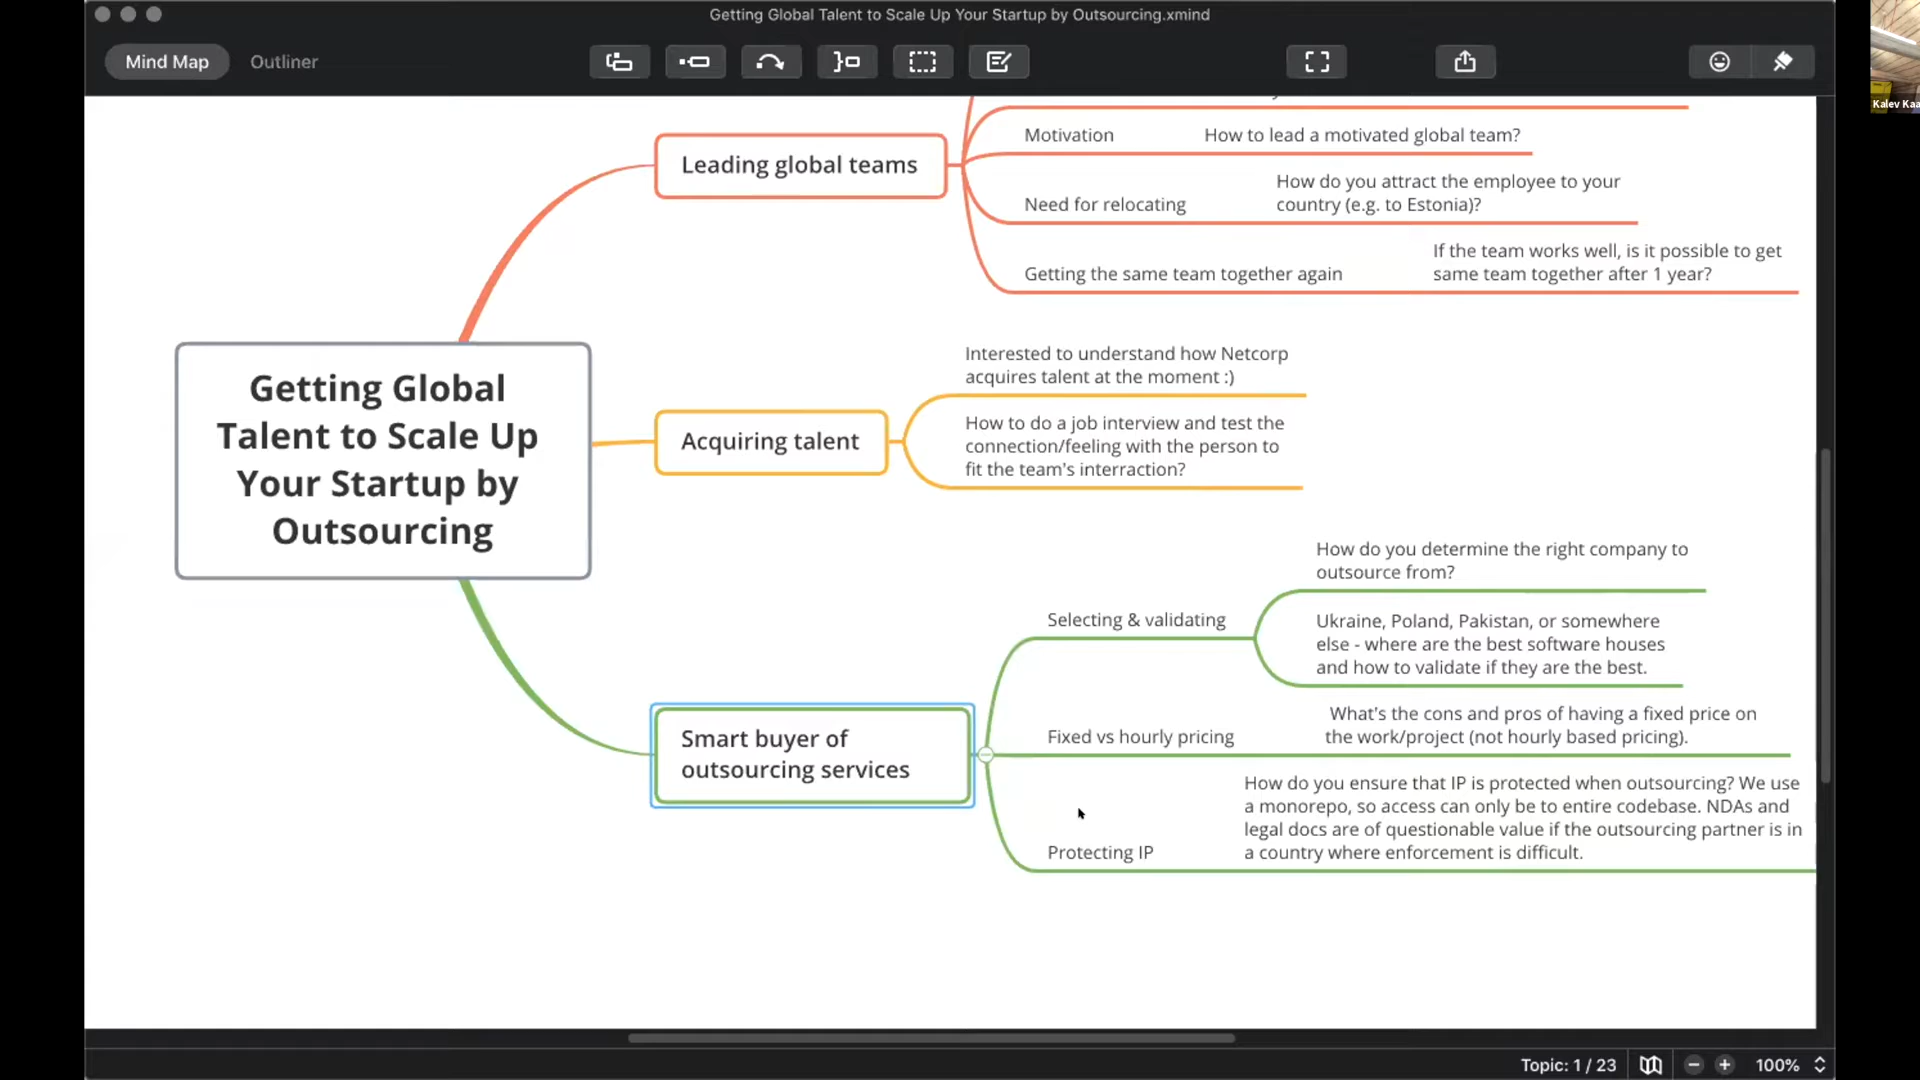 Getting Global Talent to Scale Up Your Startup by Outsourcing.xmind
Mind Map
Outliner
Kalev
Leading global teams
Motivation
How to lead a motivated global team?
Need for relocating
How do you attract the employee to your
country (e.g. to Estonia)?
Getting the same team together again
If the team works well, is it possible to get
same team together after 1 year?
Getting Global
Talent to Scale Up
Your Startup by
Outsourcing
Acquiring talent
Interested to understand how Netcorp
acquires talent at the moment :)
How to do a job interview and test the
connection/feeling with the person to
fit the team's interraction?
Smart buyer of
outsourcing services
Selecting & validating
How do you determine the right company to
outsource from?
Ukraine, Poland, Pakistan, or somewhere
else - where are the best software houses
and how to validate if they are the best.
Fixed vs hourly pricing
What's the cons and pros of having a fixed price on
the work/project (not hourly based pricing).
Protecting IP
How do you ensure that IP is protected when outsourcing? We use
a monorepo, so access can only be to entire codebase. NDAs and
legal docs are of questionable value if the outsourcing partner is in
a country where enforcement is difficult.
Topic: 1 / 23
100%